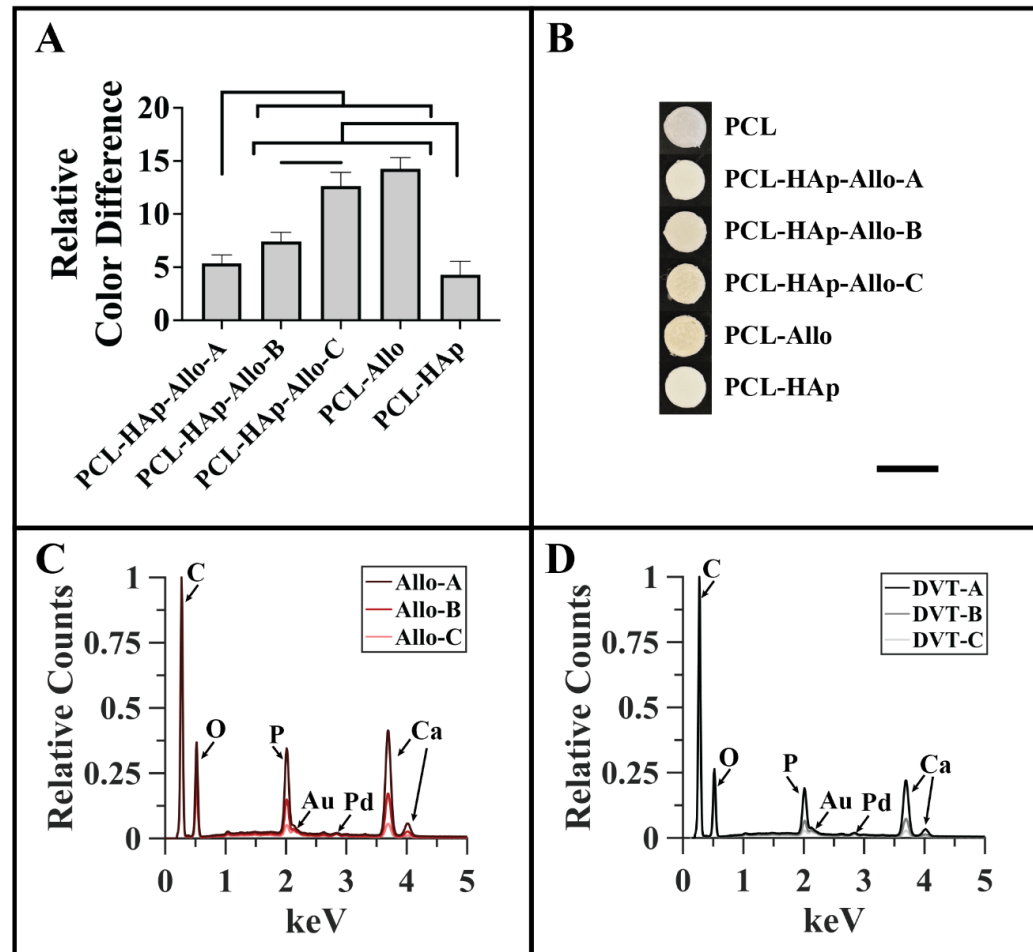 A
Relative
Color Difference
20
15
10
5
0
PCL-HAp-Allo-A
PCL-HAp-Allo-B
PCL-HAp-Allo-C
PCL-Allo
PCL-HAp
B
PCL
PCL-HAp-Allo-A
PCL-HAp-Allo-B
PCL-HAp-Allo-C
PCL-Allo
PCL-HAp
C
Relative Counts
1
0.75
0.5
0.25
0
C
O
P
Au
Pd
Ca
Allo-A
Allo-B
Allo-C
0 1 2 3 4 5
keV
D
Relative Counts
1
0.75
0.5
0.25
0
C
O
P
Au
Pd
Ca
DVT-A
DVT-B
DVT-C
0 1 2 3 4 5
keV